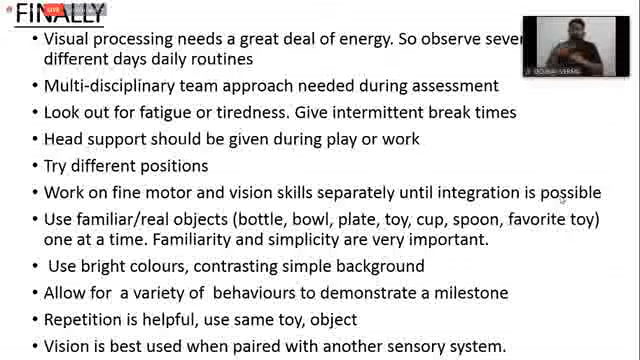 FINALLY
LIVE
• Visual processing needs a great deal of energy. So observe
different days daily routines
• Multi-disciplinary team approach needed during assessment
• Look out for fatigue or tiredness. Give intermittent break times
• Head support should be given during play or work
• Try different positions
• Work on fine motor and vision skills separately until integration is possible
• Use familiar/real objects (bottle, bowl, plate, toy, cup, spoon, favorite toy)
one at a time. Familiarity and simplicity are very important.
• Use bright colours, contrasting simple background
• Allow for a variety of behaviours to demonstrate a milestone
• Repetition is helpful, use same toy, object
• Vision is best used when paired with another sensory system.